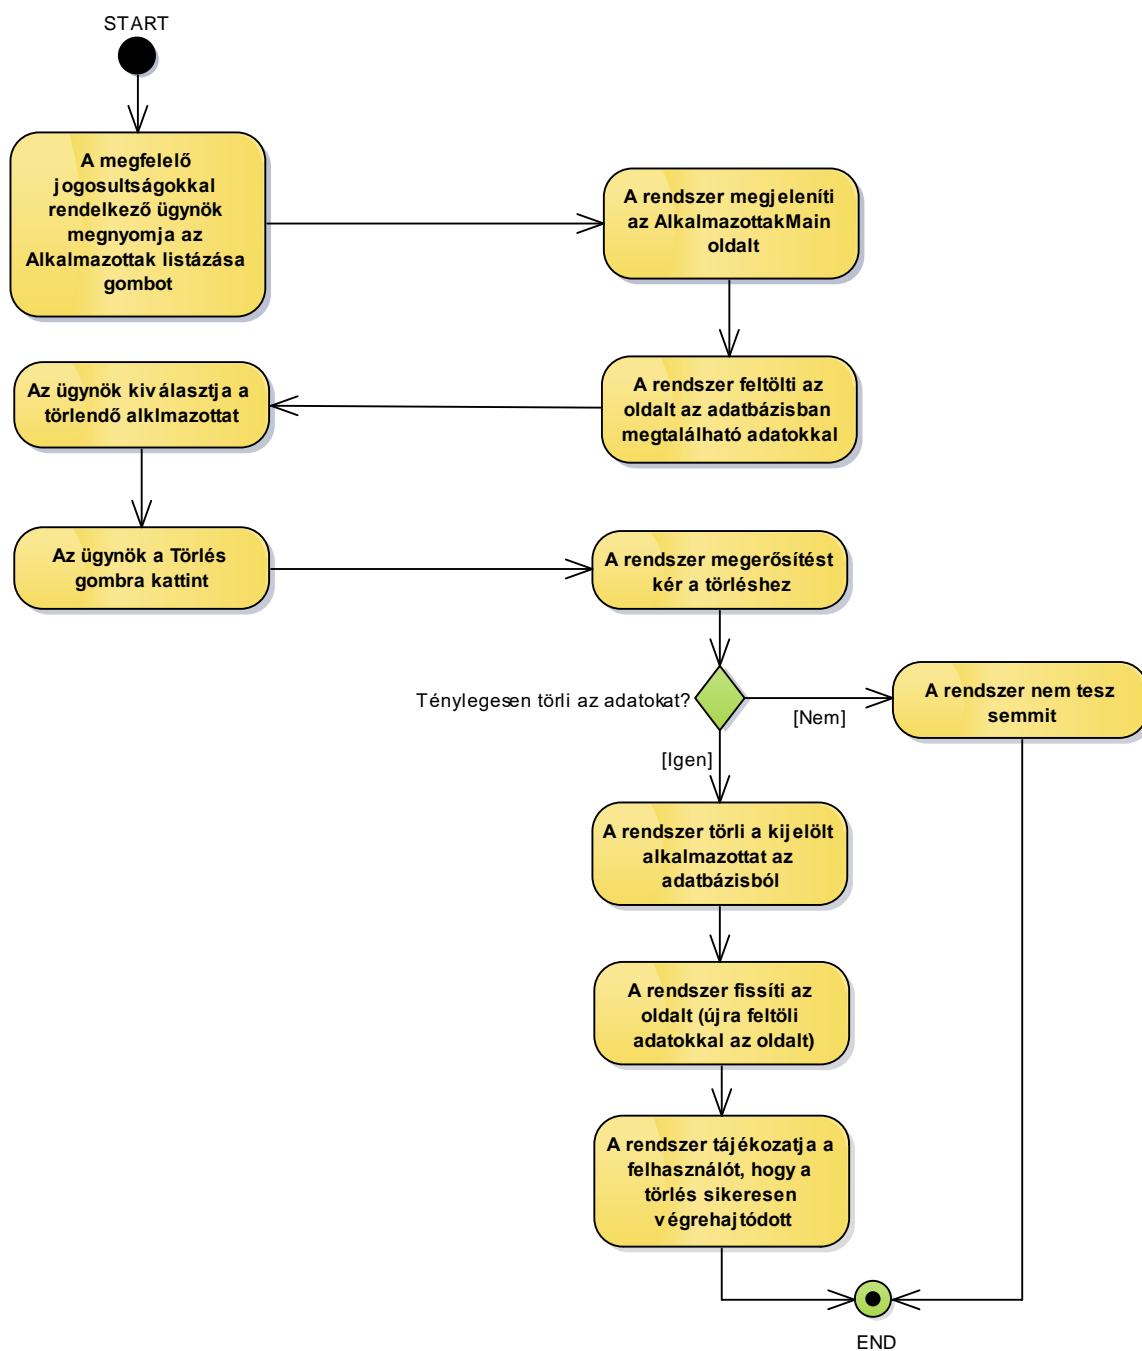 START
A megfelelő
jogosultságokkal
rendelkező ügynök
megnyomja az
Alkalmazottak listázása
gombot
A rendszer megjeleníti
az AlkalmazottakMain
oldalt
A rendszer feltölti az
oldalt az adatbázisban
megtalálható adatokkal
Az ügynök kiválasztja a
törlendő alklmazottat
Az ügynök a Törlés
gombra kattint
A rendszer megerősítést
kér a törléshez
Ténylegesen törli az adatokat?
[Nem]
A rendszer nem tesz
semmit
[Igen]
A rendszer törli a kijelölt
alkalmazottat az
adatbázisból
A rendszer fissíti az
oldalt (újra feltöli
adatokkal az oldalt)
A rendszer tájékozatja a
felhasználót, hogy a
törlés sikeresen
végrehajtódott
END